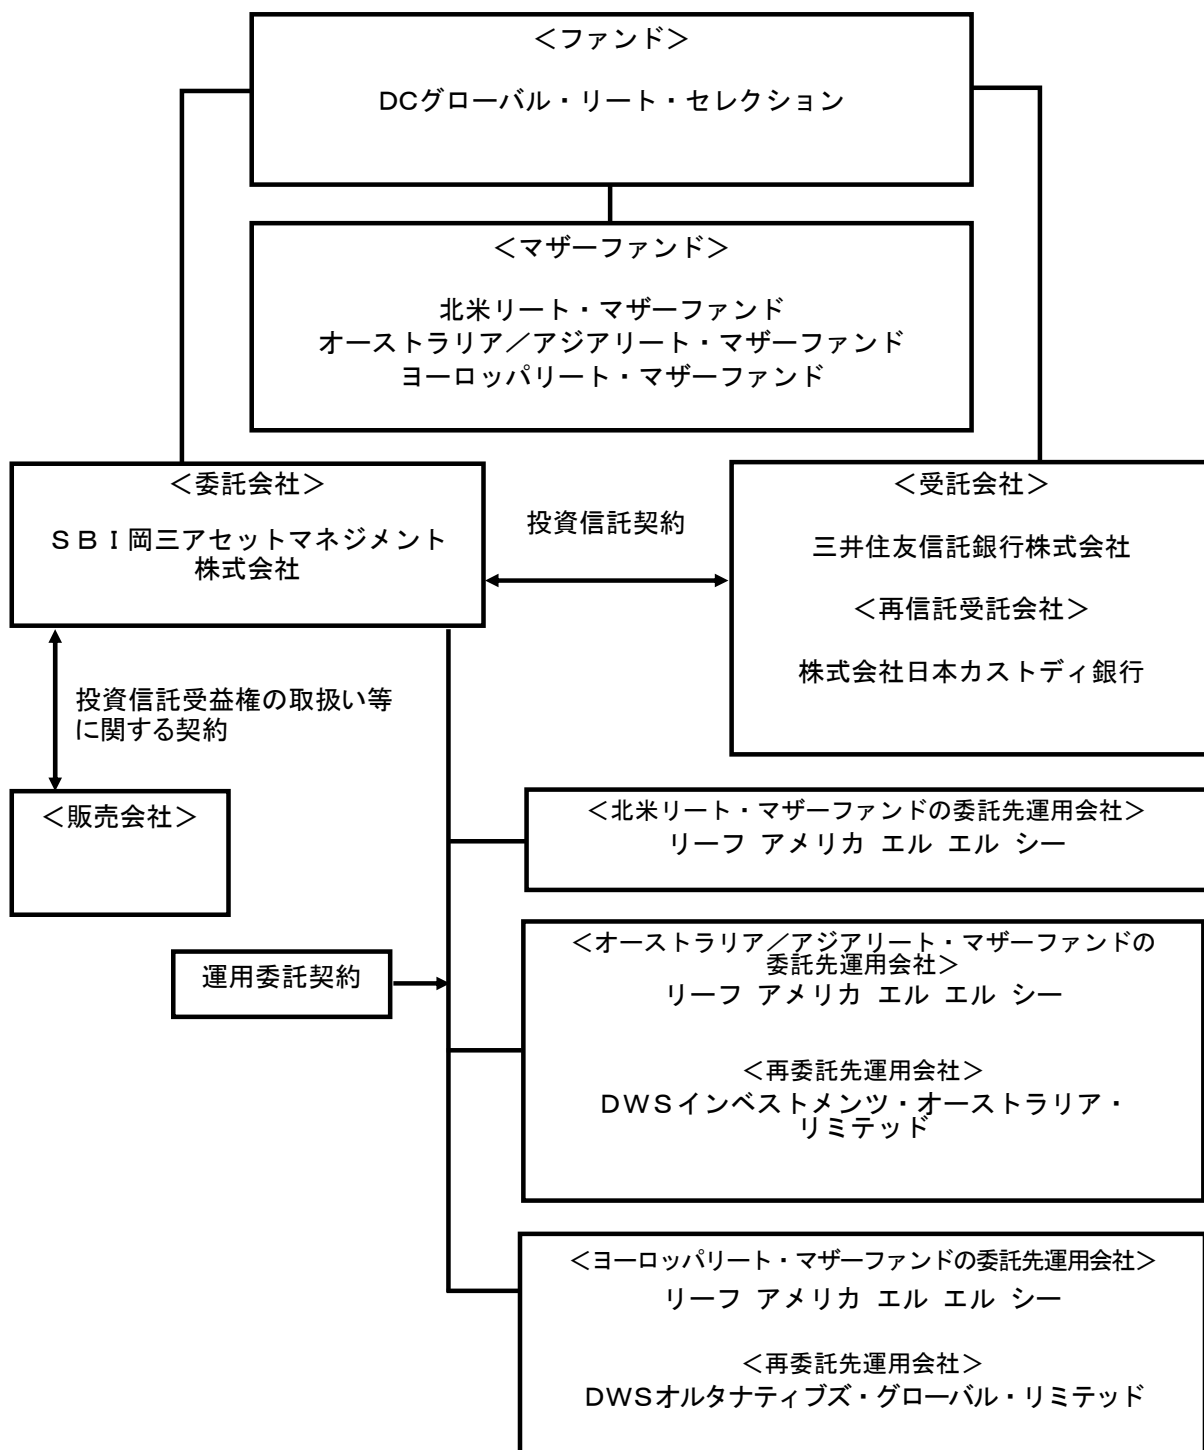 ＜ファンド＞
DCグローバル・リート・セレクション
＜マザーファンド＞
北米リート・マザーファンド
オーストラリア／アジアリート・マザーファンド
ヨーロッパリート・マザーファンド
＜委託会社＞
ＳＢＩ岡三アセットマネジメント
株式会社
投資信託契約
＜受託会社＞
三井住友信託銀行株式会社
＜再信託受託会社＞
株式会社日本カストディ銀行
投資信託受益権の取扱い等
に関する契約
＜販売会社＞
＜北米リート・マザーファンドの委託先運用会社＞
リーフ アメリカ エル エル シー
運用委託契約
＜オーストラリア／アジアリート・マザーファンドの
委託先運用会社＞
リーフ アメリカ エル エル シー
＜再委託先運用会社＞
ＤＷＳインベストメンツ・オーストラリア・
リミテッド
＜ヨーロッパリート・マザーファンドの委託先運用会社＞
リーフ アメリカ エル エル シー
＜再委託先運用会社＞
DWSオルタナティブズ・グローバル・リミテッド